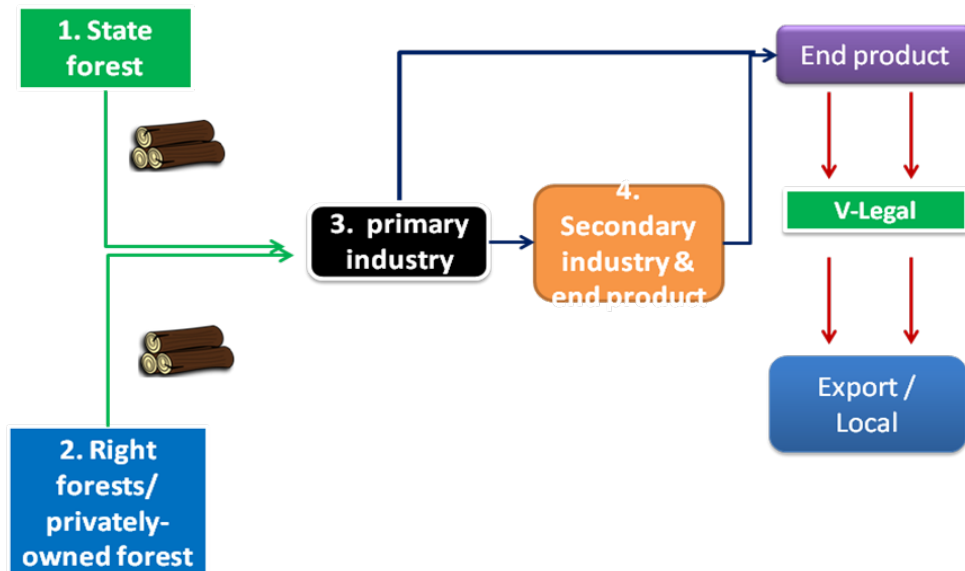 1. State
forest
End product
3.  primary
industry
4.
Secondary
industry &
end product
V-Legal
Export /
Local
2. Right
forests/
privately-
owned forest